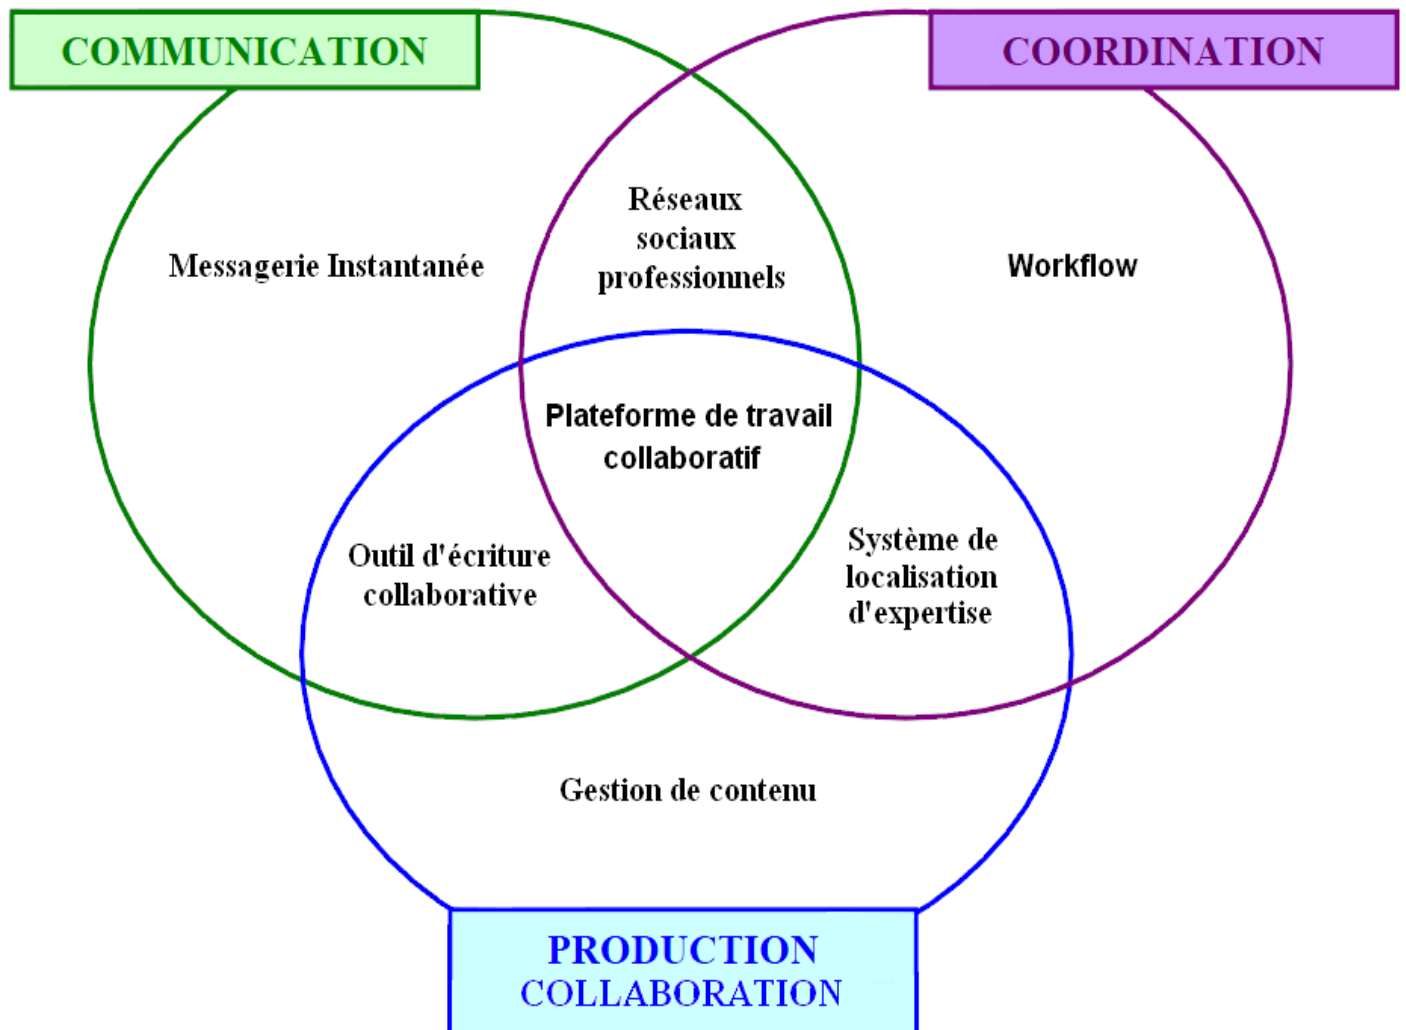 COMMUNICATION
COORDINATION
Réseaux
sociaux
professionnels
Messagerie Instantanée
Workflow
Plateforme de travail
collaboratif
Outil d'écriture
collaborative
Système de
localisation
d'expertise
Gestion de contenu
PRODUCTION
COLLABORATION